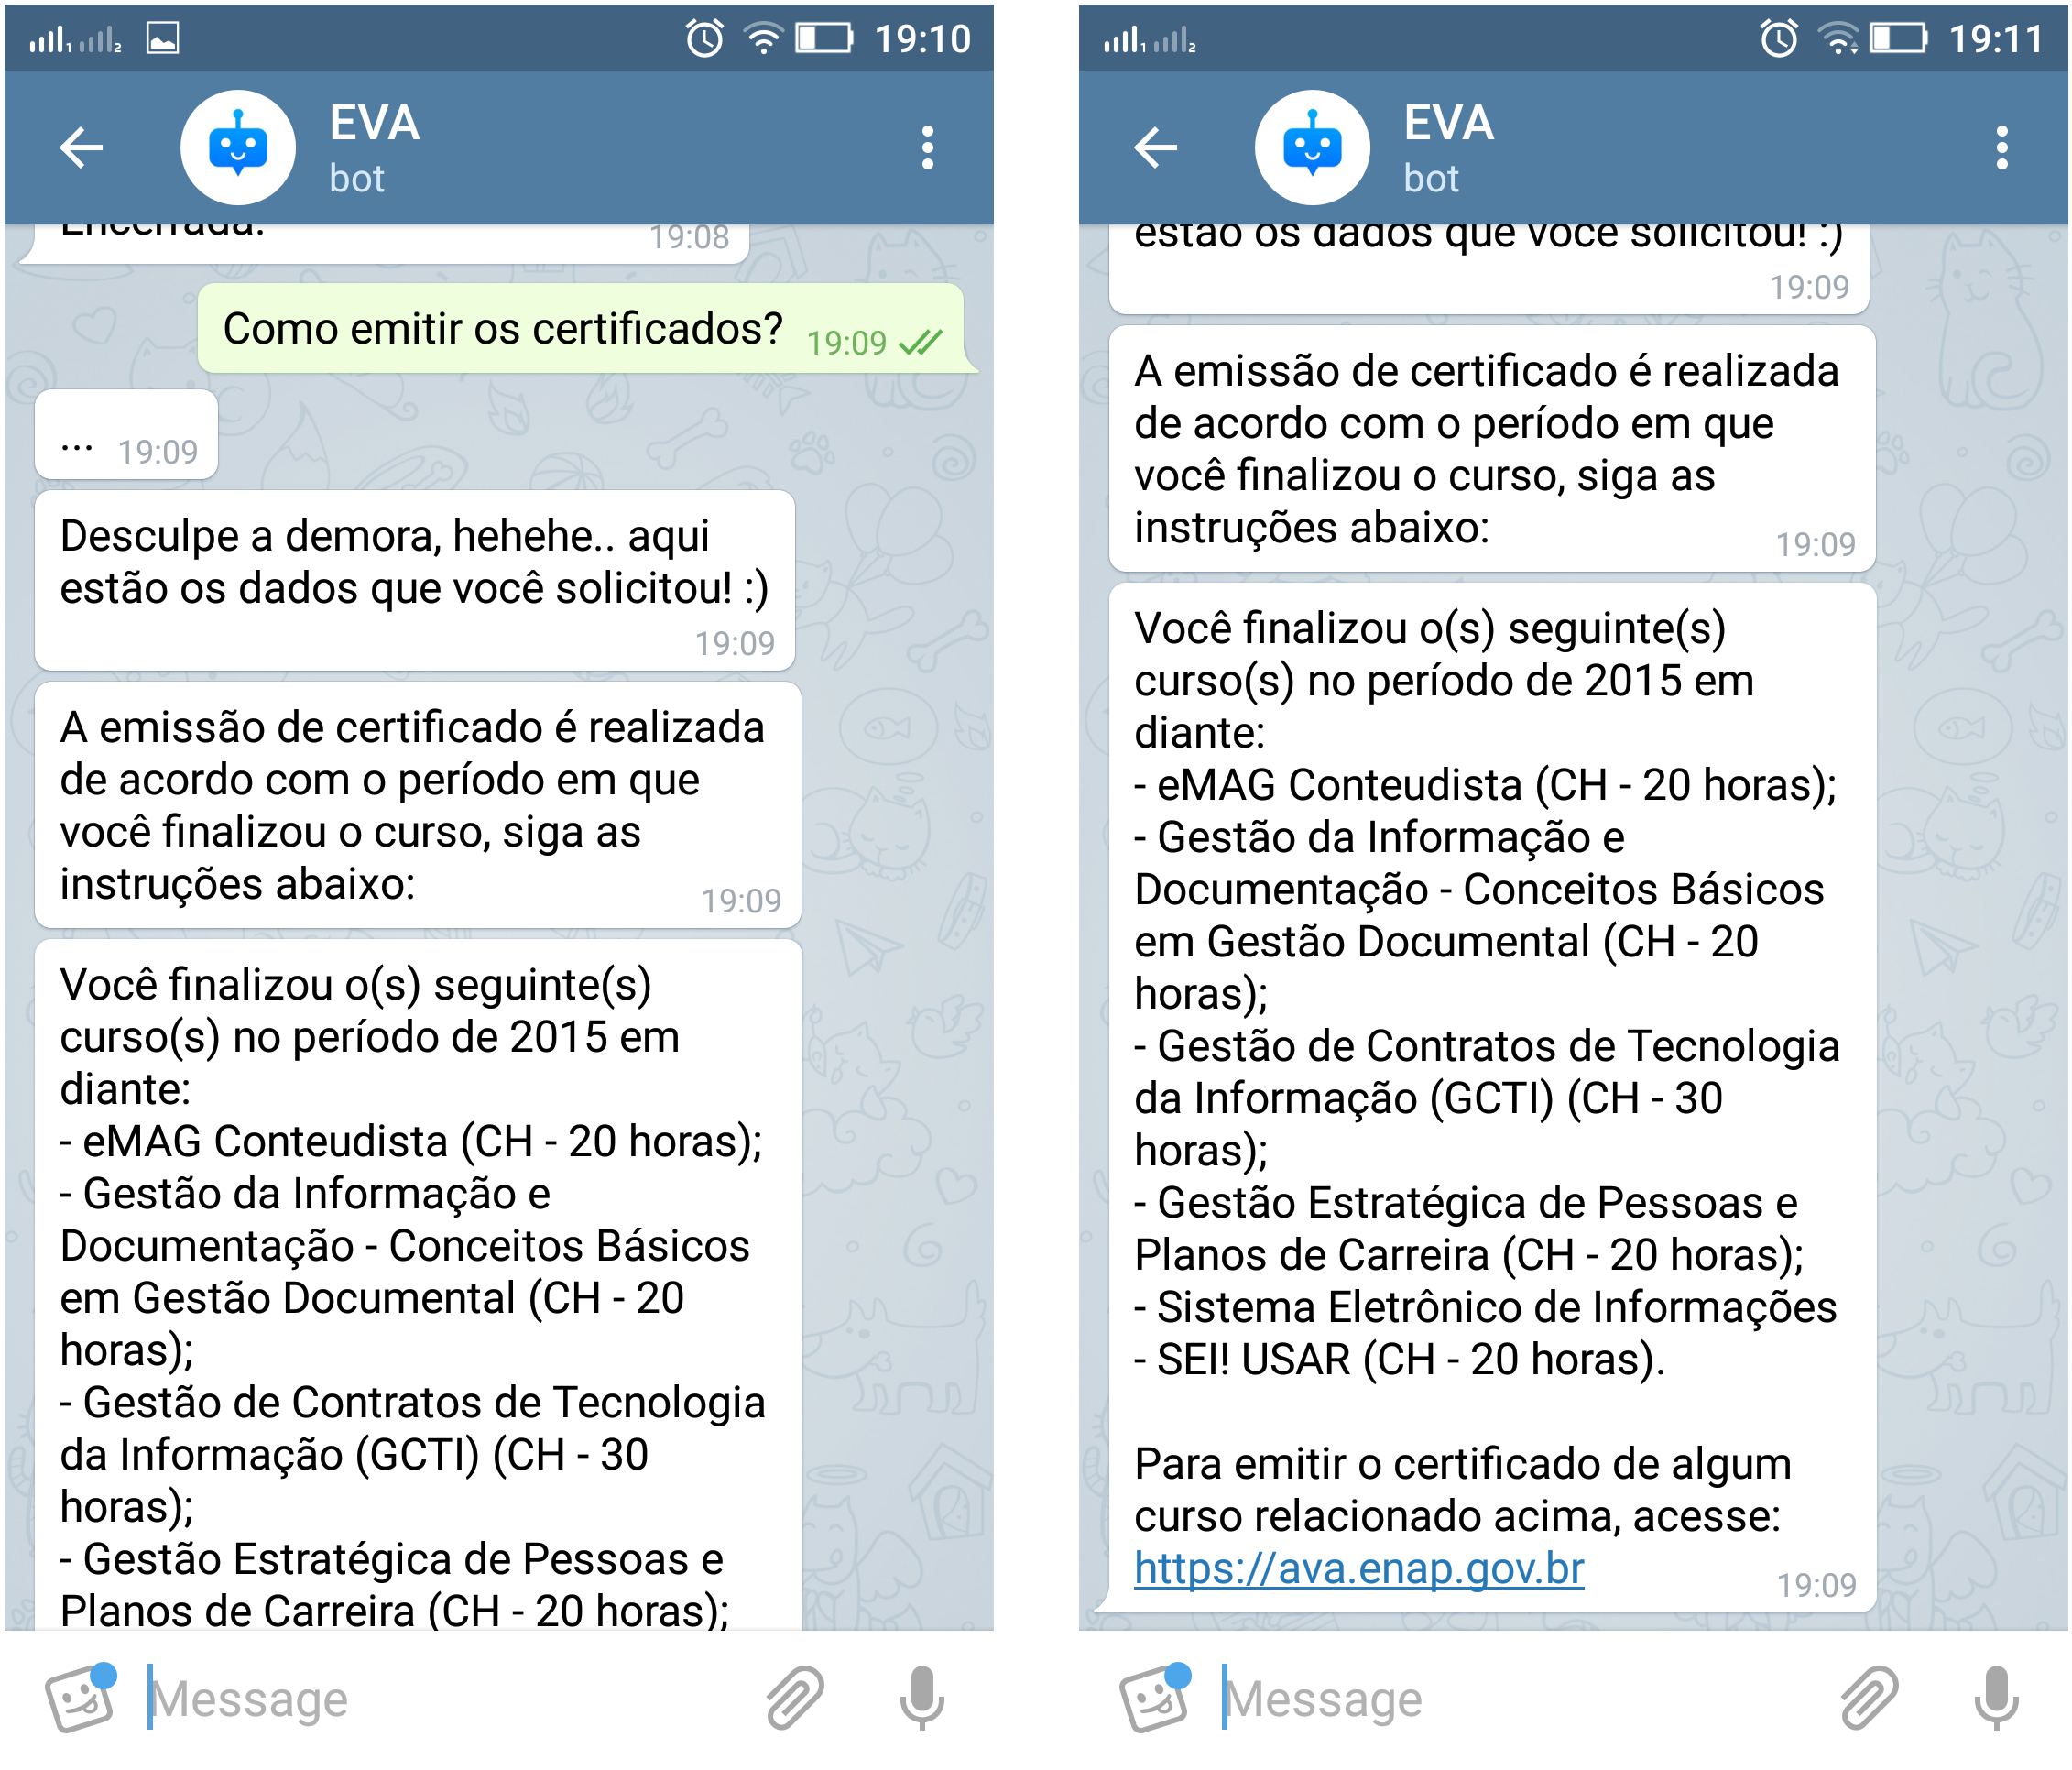 19:10
EVA
bot
Encerrada.
19:08
Como emitir os certificados? 19:09
... 19:09
Desculpe a demora, hehehe.. aqui
estão os dados que você solicitou! :)
19:09
A emissão de certificado é realizada
de acordo com o período em que
você finalizou o curso, siga as
instruções abaixo:
19:09
Você finalizou o(s) seguinte(s)
curso(s) no período de 2015 em
diante:
- eMAG Conteudista (CH - 20 horas);
- Gestão da Informação e
Documentação - Conceitos Básicos
em Gestão Documental (CH - 20
horas);
- Gestão de Contratos de Tecnologia
da Informação (GCTI) (CH - 30
horas);
- Gestão Estratégica de Pessoas e
Planos de Carreira (CH - 20 horas);
Message
19:11
EVA
bot
estão os dados que você solicitou! :)
19:09
A emissão de certificado é realizada
de acordo com o período em que
você finalizou o curso, siga as
instruções abaixo:
19:09
Você finalizou o(s) seguinte(s)
curso(s) no período de 2015 em
diante:
- eMAG Conteudista (CH - 20 horas);
- Gestão da Informação e
Documentação - Conceitos Básicos
em Gestão Documental (CH - 20
horas);
- Gestão de Contratos de Tecnologia
da Informação (GCTI) (CH - 30
horas);
- Gestão Estratégica de Pessoas e
Planos de Carreira (CH - 20 horas);
- Sistema Eletrônico de Informações
- SEI! USAR (CH - 20 horas).
Para emitir o certificado de algum
curso relacionado acima, acesse:
https://ava.enap.gov.br
19:09
Message